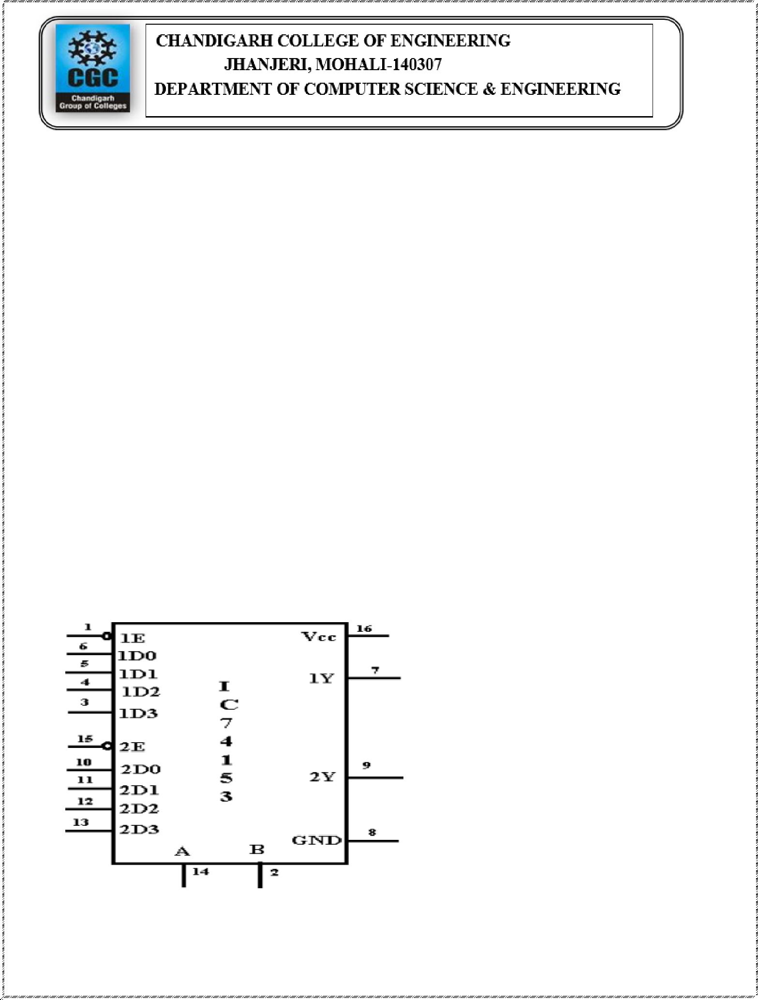 CHANDIGARH COLLEGE OF ENGINEERING
JHANJERI, MOHALI-140307
DEPARTMENT OF COMPUTER SCIENCE & ENGINEERING
CGC
Chandigarh
Group of Colleges
1 1E Vcc 16
6 1D0
5 1D1 1Y 7
4 1D2
3 1D3
I
C
7
4
1
5
3
15 2E
10 2D0 2Y 9
11 2D1
12 2D2
13 2D3
GND 8
A B
14 2